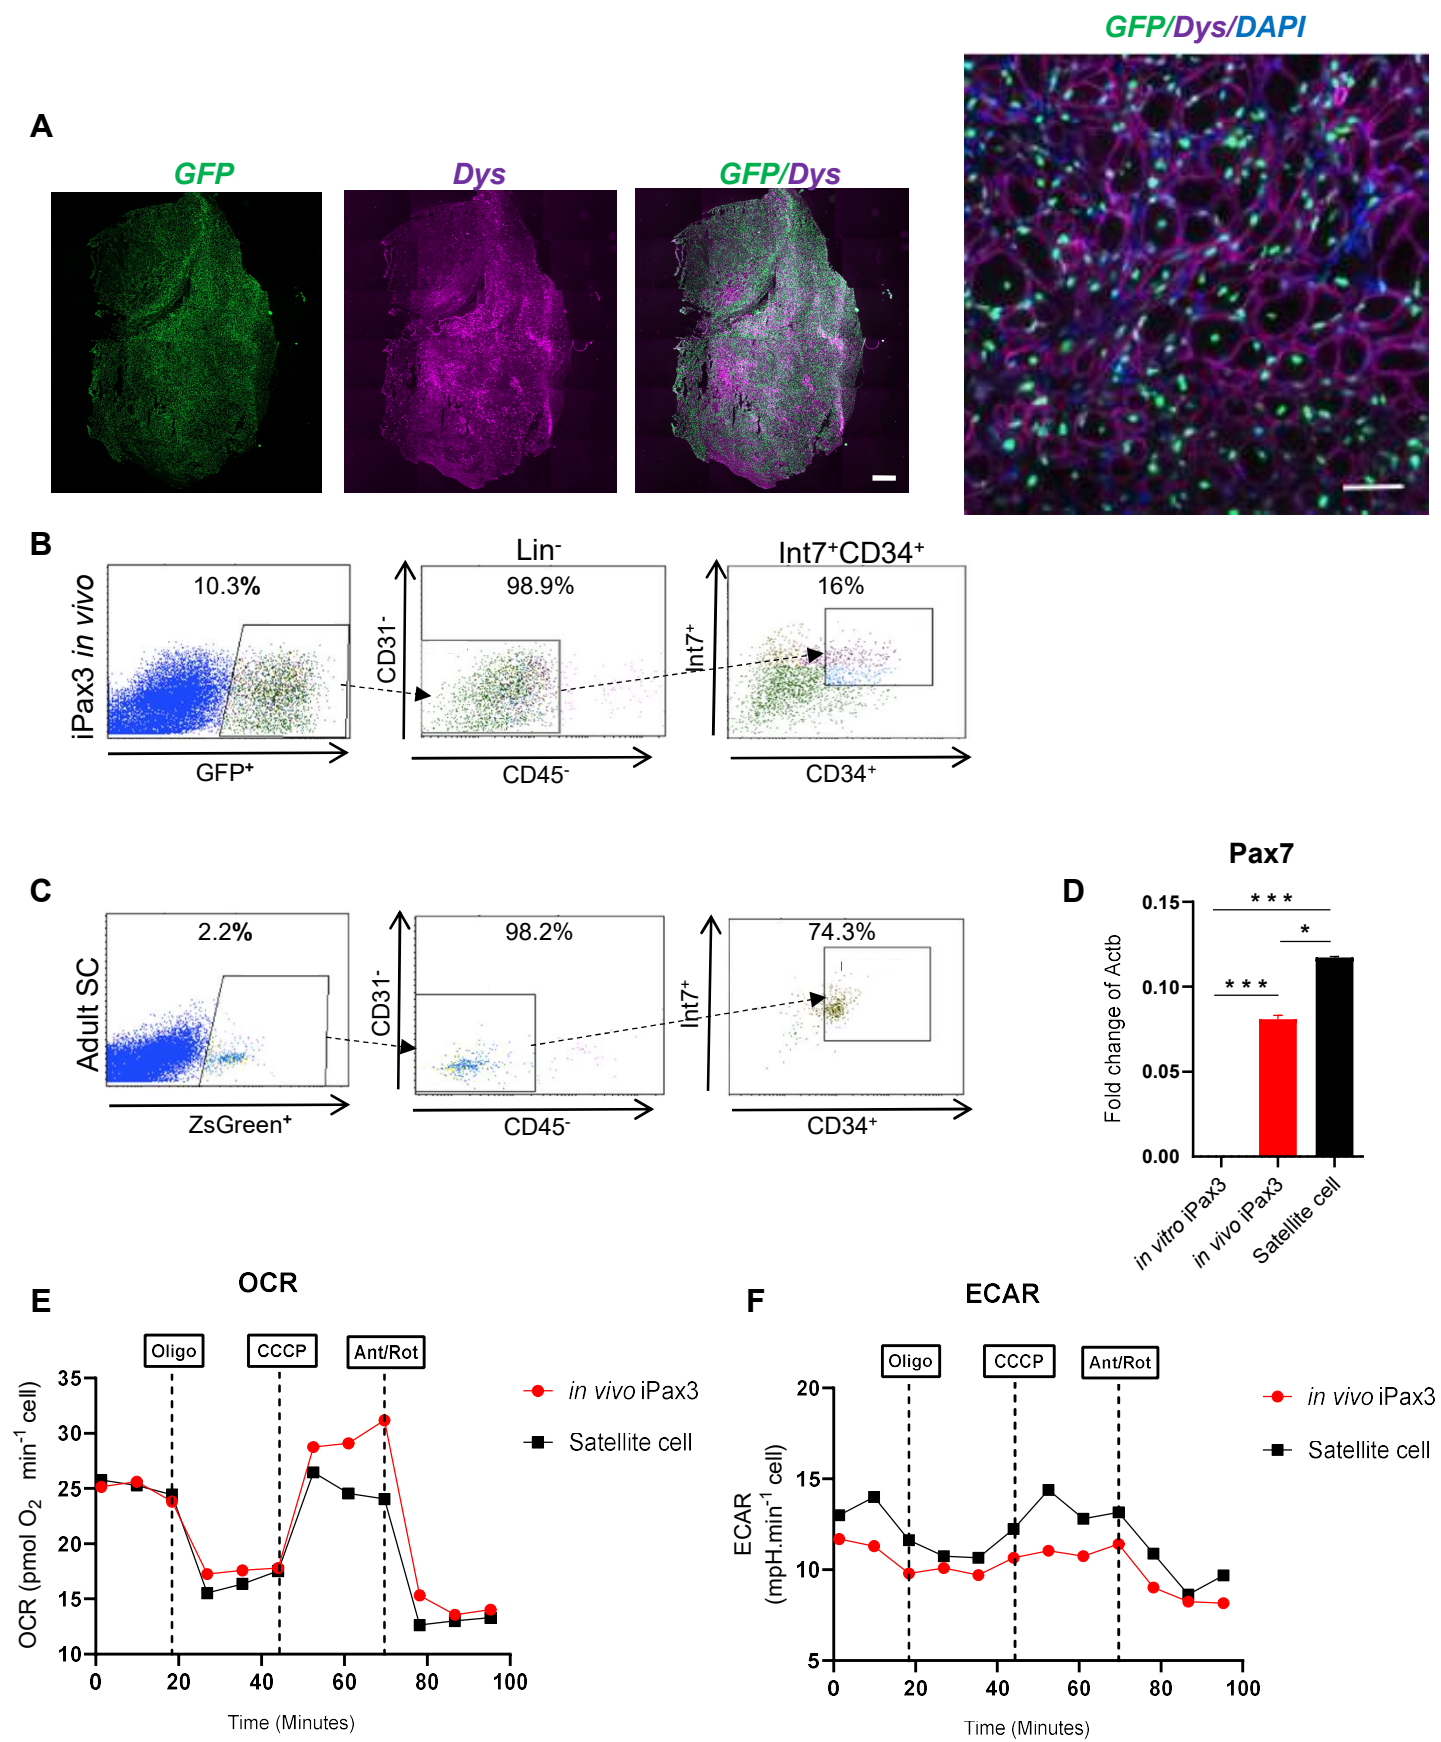 GFP/Dys/DAPI
A
GFP
Dys
GFP/Dys
B
iPax3 in vivo
10.3%
GFP+
Lin-
98.9%
CD31-
CD45-
Int7+CD34+
16%
Int7+
CD34+
C
Adult SC
2.2%
ZsGreen+
98.2%
CD31-
CD45-
74.3%
Int7+
CD34+
D
Pax7
Fold change of Actb
0.15
0.10
0.05
0.00
***
*
***
in vitro iPax3
in vivo iPax3
Satellite cell
E
OCR
Oligo
CCCP
Ant/Rot
in vivo iPax3
Satellite cell
OCR (pmol O2 min-1 cell)
35
30
25
20
15
10
0 20 40 60 80 100
Time (Minutes)
F
ECAR
Oligo
CCCP
Ant/Rot
in vivo iPax3
Satellite cell
ECAR
(mpH.min-1 cell)
20
15
10
5
0 20 40 60 80 100
Time (Minutes)